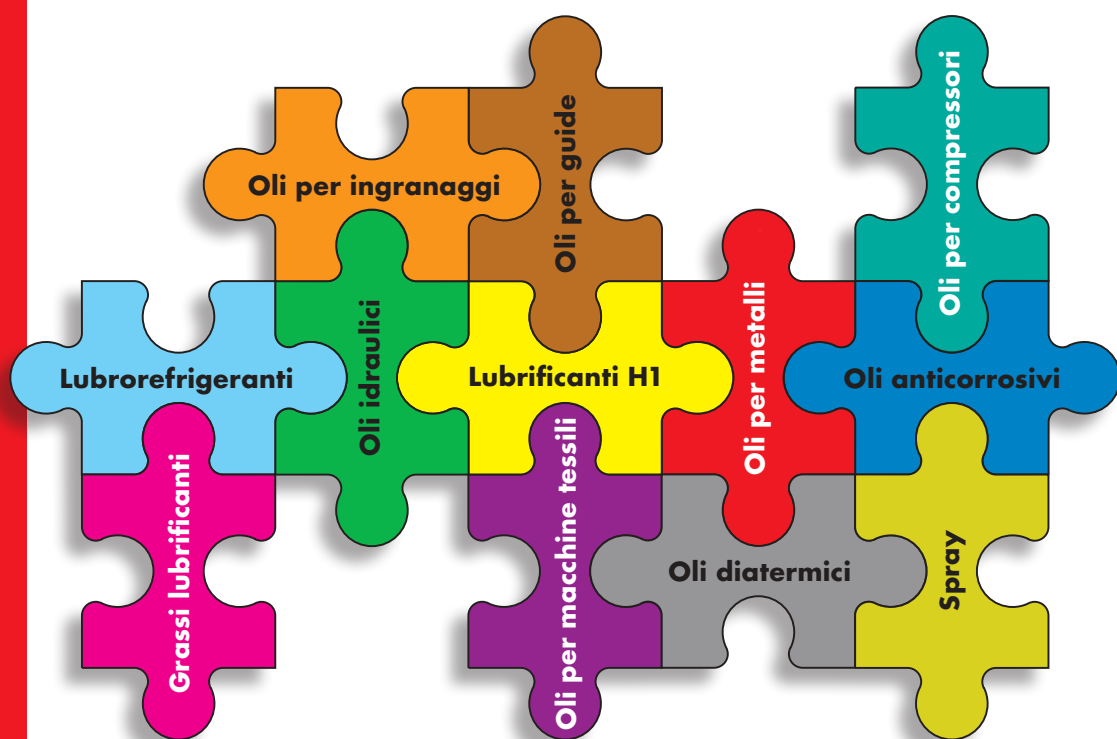 Oli per ingranaggi
Oli per guide
Oli per compressori
Lubrorefrigeranti
Oli idraulici
Lubrificanti H1
Oli per metalli
Oli anticorrosivi
Grassi lubrificanti
Oli per macchine tessili
Oli diatermici
Spray